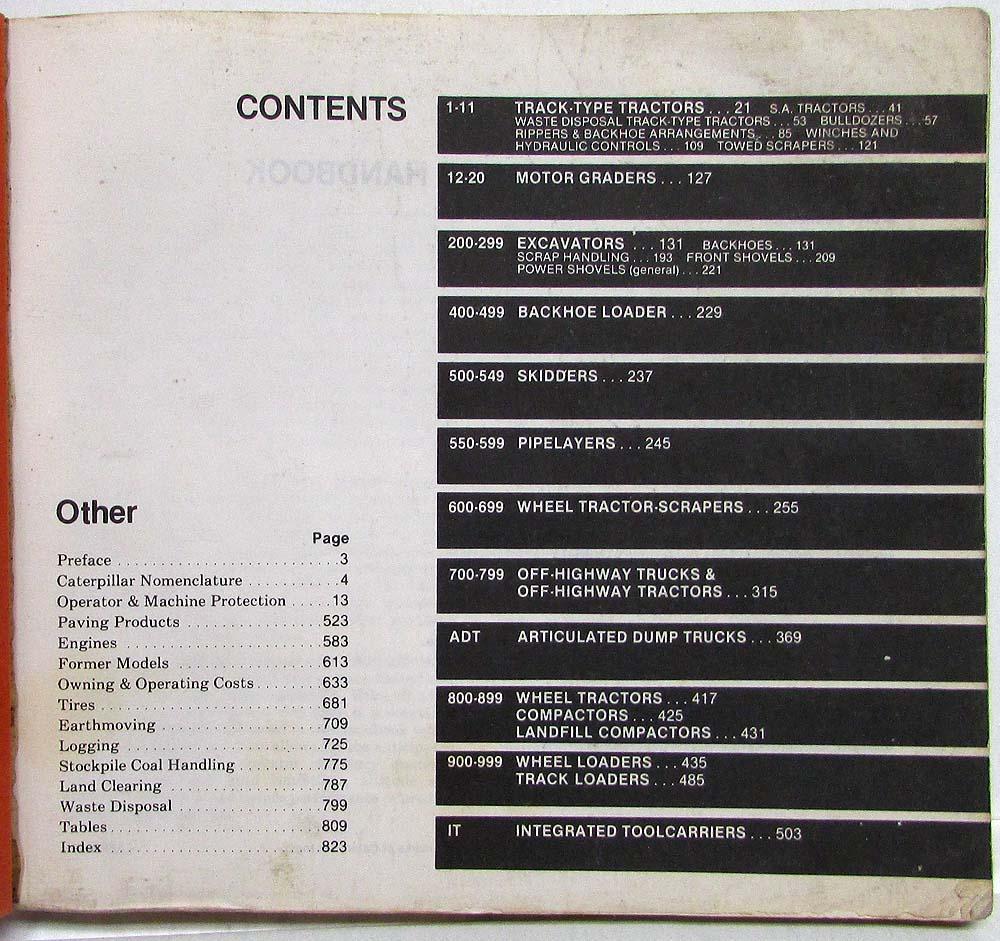 CONTENTS
1-11 TRACK-TYPE TRACTORS . . . 21 S.A. TRACTORS . . . 41
WASTE DISPOSAL TRACK-TYPE TRACTORS . . . 53 BULLDOZERS . . . 57
RIPPERS & BACKHOE ARRANGEMENTS . . . 85 WINCHES AND
HYDRAULIC CONTROLS . . . 109 TOWED SCRAPERS . . . 121
12-20 MOTOR GRADERS . . . 127
200-299 EXCAVATORS . . . 131 BACKHOES . . . 131
SCRAP HANDLING . . . 193 FRONT SHOVELS . . . 209
POWER SHOVELS (general) . . . 221
400-499 BACKHOE LOADER . . . 229
500-549 SKIDDERS . . . 237
550-599 PIPELAYERS . . . 245
600-699 WHEEL TRACTOR-SCRAPERS . . . 255
700-799 OFF-HIGHWAY TRUCKS &
OFF-HIGHWAY TRACTORS . . . 315
ADT ARTICULATED DUMP TRUCKS . . . 369
800-899 WHEEL TRACTORS . . . 417
COMPACTORS . . . 425
LANDFILL COMPACTORS . . . 431
900-999 WHEEL LOADERS . . . 435
TRACK LOADERS . . . 485
IT INTEGRATED TOOLCARRIERS . . . 503
Other
Page
Preface . . . . . . . . . . 3
Caterpillar Nomenclature . . . . . . . . . . 4
Operator & Machine Protection . . . . . 13
Paving Products . . . . . . . . . . 523
Engines . . . . . . . . . . 583
Former Models . . . . . . . . . . 613
Owning & Operating Costs . . . . . . . . 633
Tires . . . . . . . . . . 681
Earthmoving . . . . . . . . . . 709
Logging . . . . . . . . . . 725
Stockpile Coal Handling . . . . . . . . . . 775
Land Clearing . . . . . . . . . . 787
Waste Disposal . . . . . . . . . . 799
Tables . . . . . . . . . . 809
Index . . . . . . . . . . 823
HANDBOOK